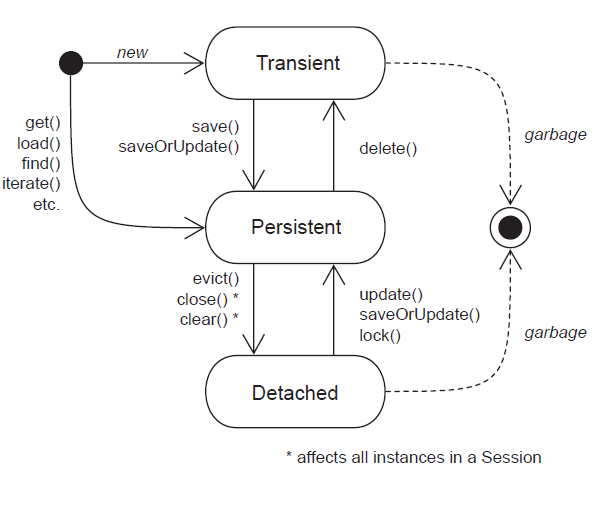 new
Transient
get()
load()
find()
iterate()
etc.
save()
saveOrUpdate()
delete()
garbage
Persistent
evict()
close() *
clear() *
update()
saveOrUpdate()
lock()
garbage
Detached
* affects all instances in a Session